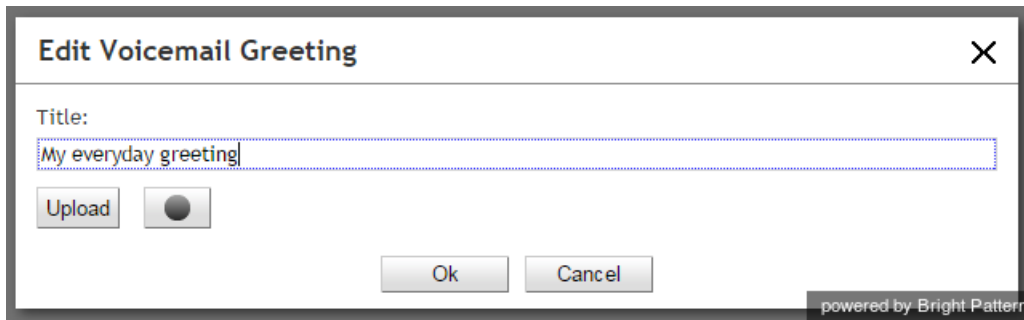 Edit Voicemail Greeting
Title:
My everyday greeting
Upload
Ok Cancel
powered by Bright Pattern